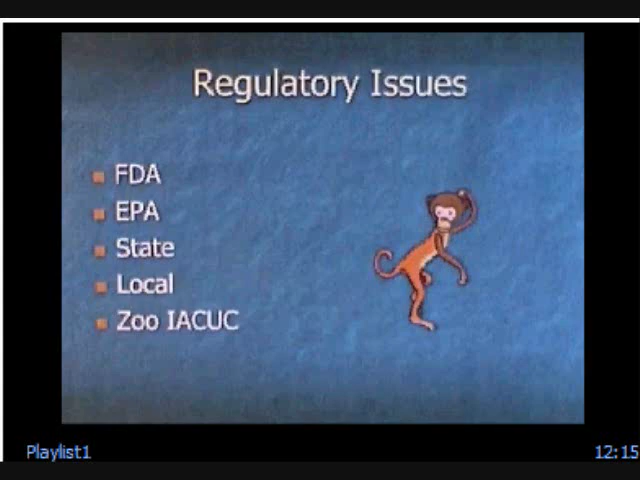 Regulatory Issues
FDA
EPA
State
Local
Zoo IACUC
Playlist1
12:15